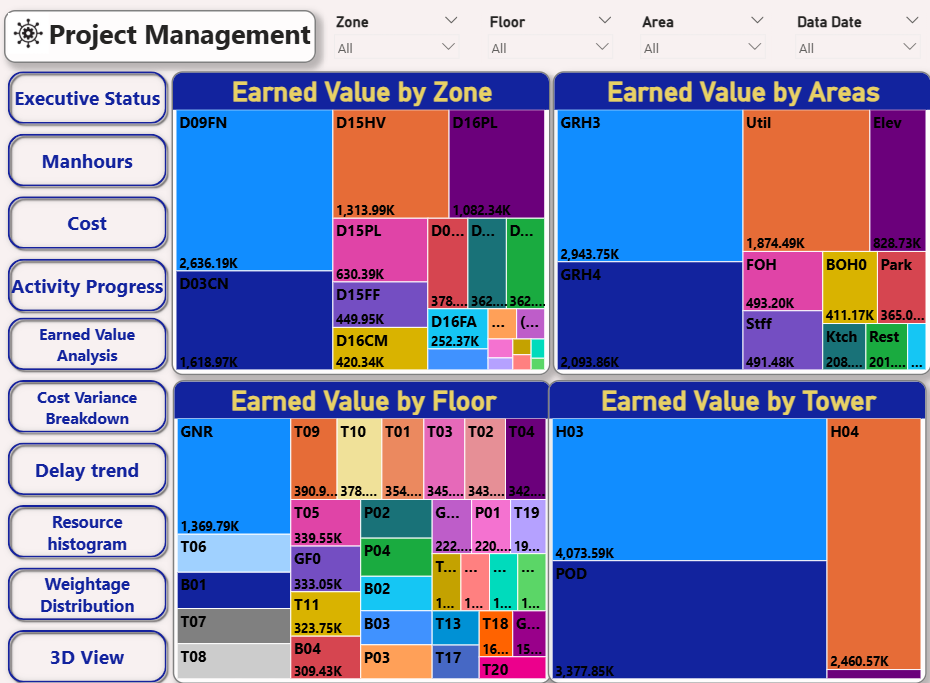 Project Management
Zone
All
Floor
All
Area
All
Data Date
All
Executive Status
Manhours
Cost
Activity Progress
Earned Value
Analysis
Cost Variance
Breakdown
Delay trend
Resource
histogram
Weightage
Distribution
3D View
Earned Value by Zone
D09FN
2,636.19K
D03CN
1,618.97K
D15HV
1,313.99K
D16PL
1,082.34K
D15PL
630.39K
D15FF
449.95K
D16CM
420.34K
D0...
378....
D...
362....
D...
362....
D16FA
252.37K
...
(...
Earned Value by Areas
GRH3
2,943.75K
GRH4
2,093.86K
Util
1,874.49K
Elev
828.73K
FOH
493.20K
Stff
491.48K
BOH0
411.17K
Park
365.0...
Ktch
208....
Rest
201....
...
Earned Value by Floor
GNR
1,369.79K
T06
B01
T07
T08
T09
390.9...
T10
378....
T01
354....
T03
345....
T02
343....
T04
342....
T05
339.55K
GF0
333.05K
T11
323.75K
B04
309.43K
P02
P04
B02
B03
P03
G...
222....
P01
220....
T19
19...
T...
1...
...
1...
...
1...
...
1...
T13
T17
T18
16...
G...
15...
T20
Earned Value by Tower
H03
4,073.59K
POD
3,377.85K
H04
2,460.57K